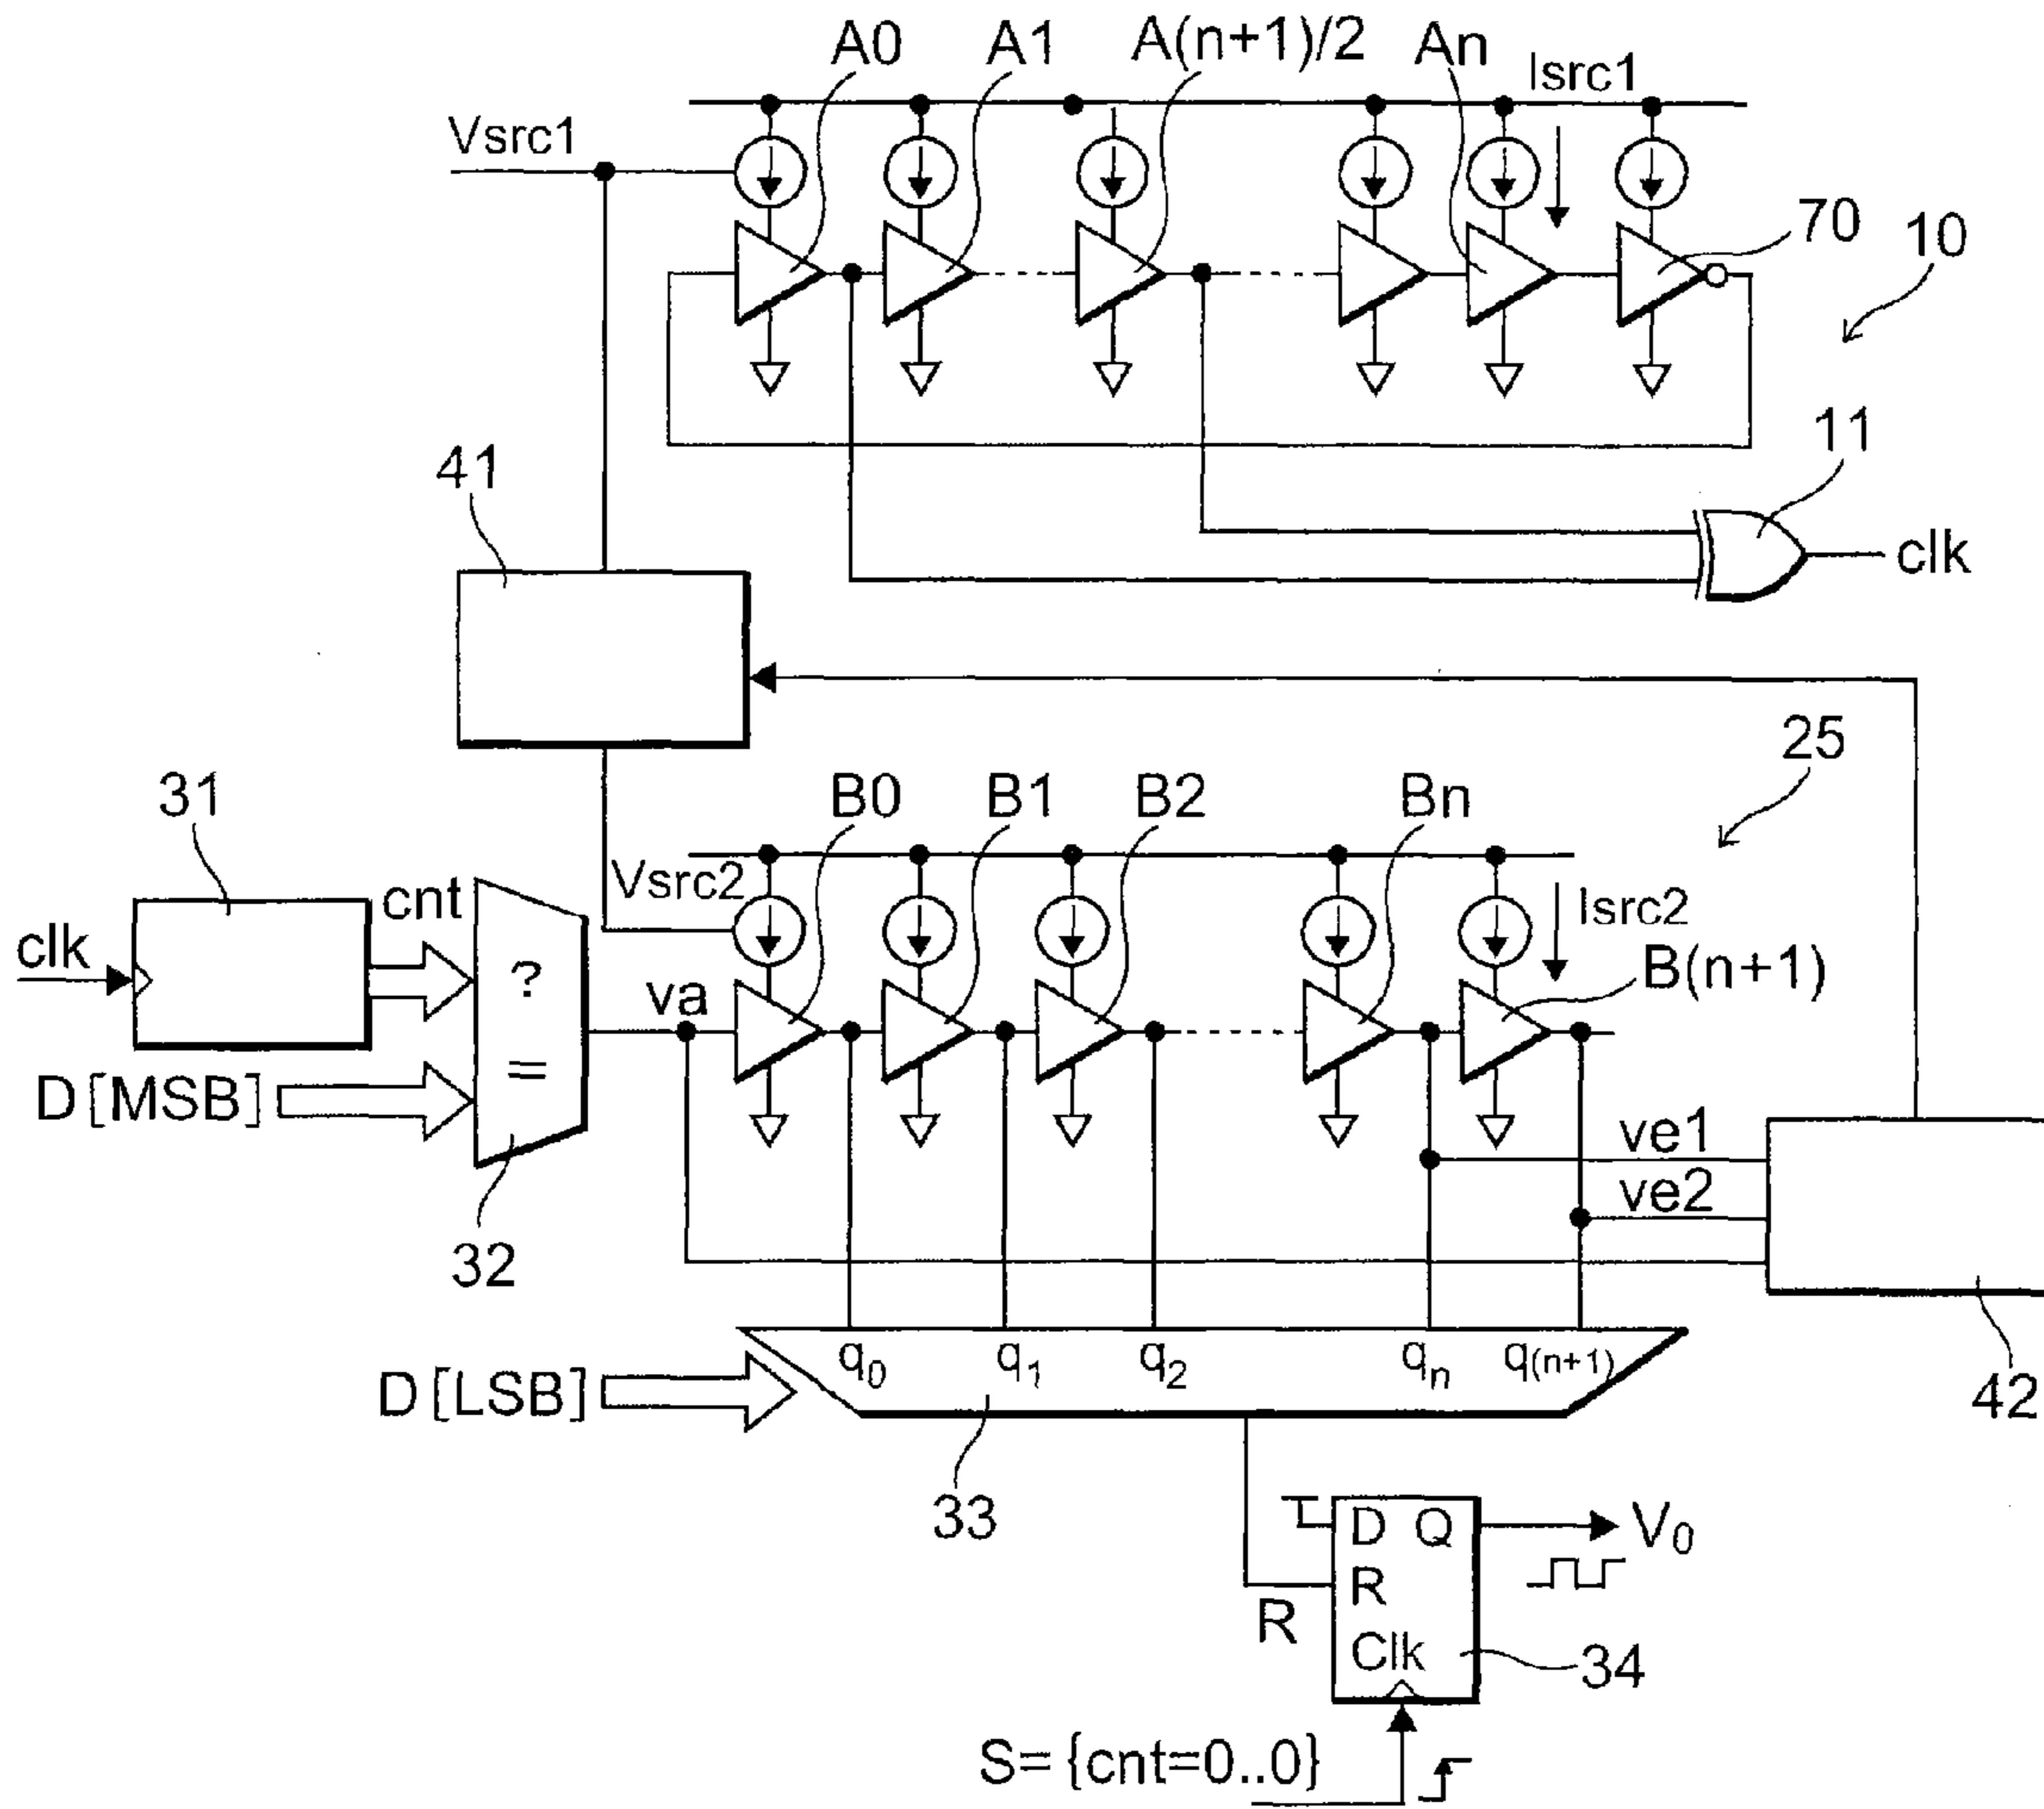 A0 A1 A(n+1)/2 An Isrc1
Vsrc1
70
10
11
41
clk
25
31
B0 B1 B2 Bn
cnt
Vsrc2
Isrc2
clk
?
=
va
B(n+1)
D[MSB]
ve1
ve2
32
q0 q1 q2 qn q(n+1)
D[LSB]
42
33
D Q
V0
R
R
Clk
34
S={cnt=0..0}